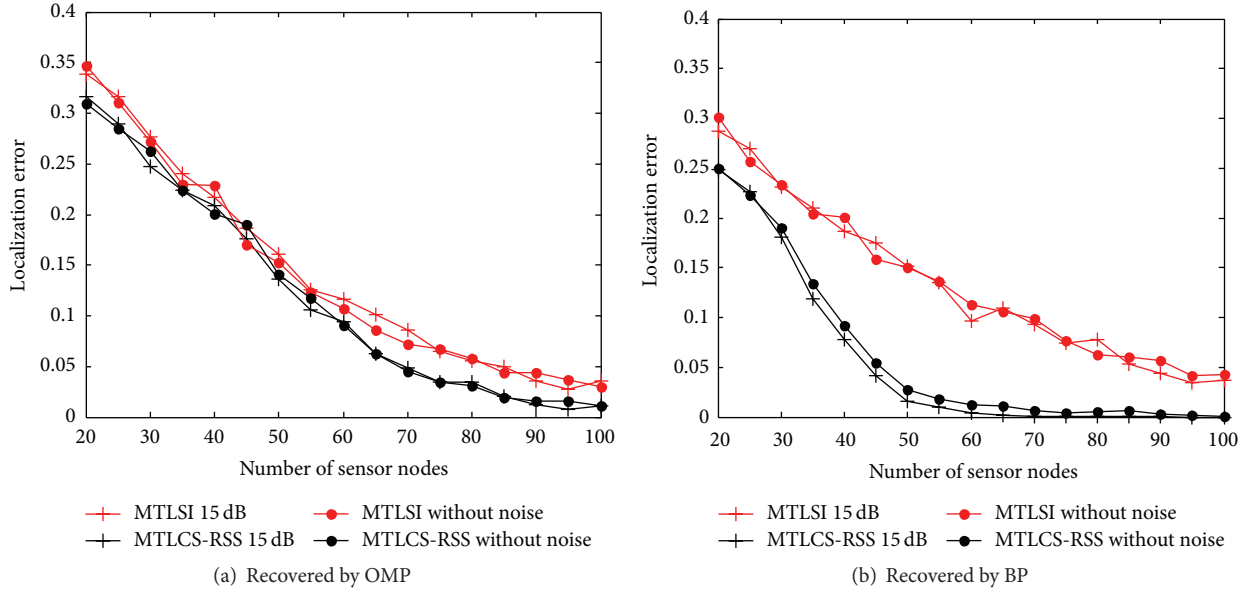 0.4
0.35
0.3
0.25
0.2
0.15
0.1
0.05
0
Localization error
20 30 40 50 60 70 80 90 100
Number of sensor nodes
MTLSI 15 dB
MTLSI without noise
MTLCS-RSS 15 dB
MTLCS-RSS without noise
(a) Recovered by OMP
0.4
0.35
0.3
0.25
0.2
0.15
0.1
0.05
0
Localization error
20 30 40 50 60 70 80 90 100
Number of sensor nodes
MTLSI 15 dB
MTLSI without noise
MTLCS-RSS 15 dB
MTLCS-RSS without noise
(b) Recovered by BP